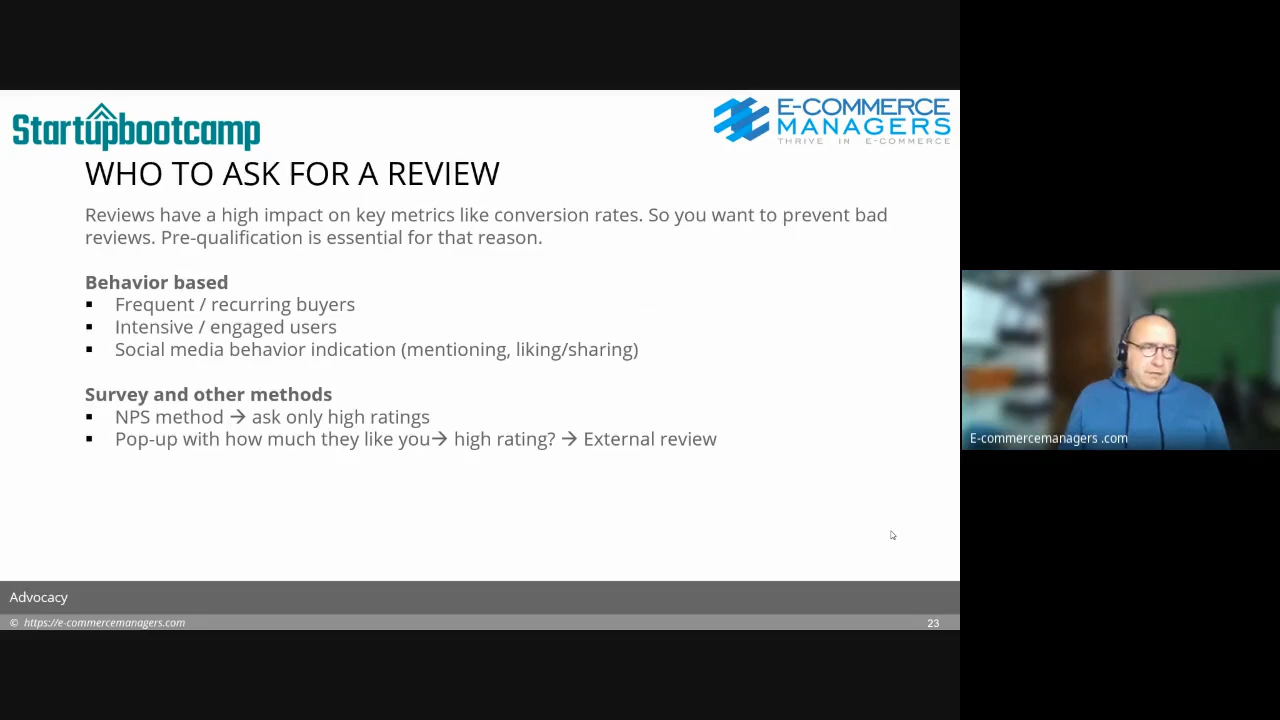 Startupbootcamp
E-COMMERCE
MANAGERS
THRIVE IN E-COMMERCE
WHO TO ASK FOR A REVIEW
Reviews have a high impact on key metrics like conversion rates. So you want to prevent bad
reviews. Pre-qualification is essential for that reason.
Behavior based
▪ Frequent / recurring buyers
▪ Intensive / engaged users
▪ Social media behavior indication (mentioning, liking/sharing)
Survey and other methods
▪ NPS method → ask only high ratings
▪ Pop-up with how much they like you→ high rating? → External review
E-commercemanagers .com
Advocacy
© https://e-commercemanagers.com
23